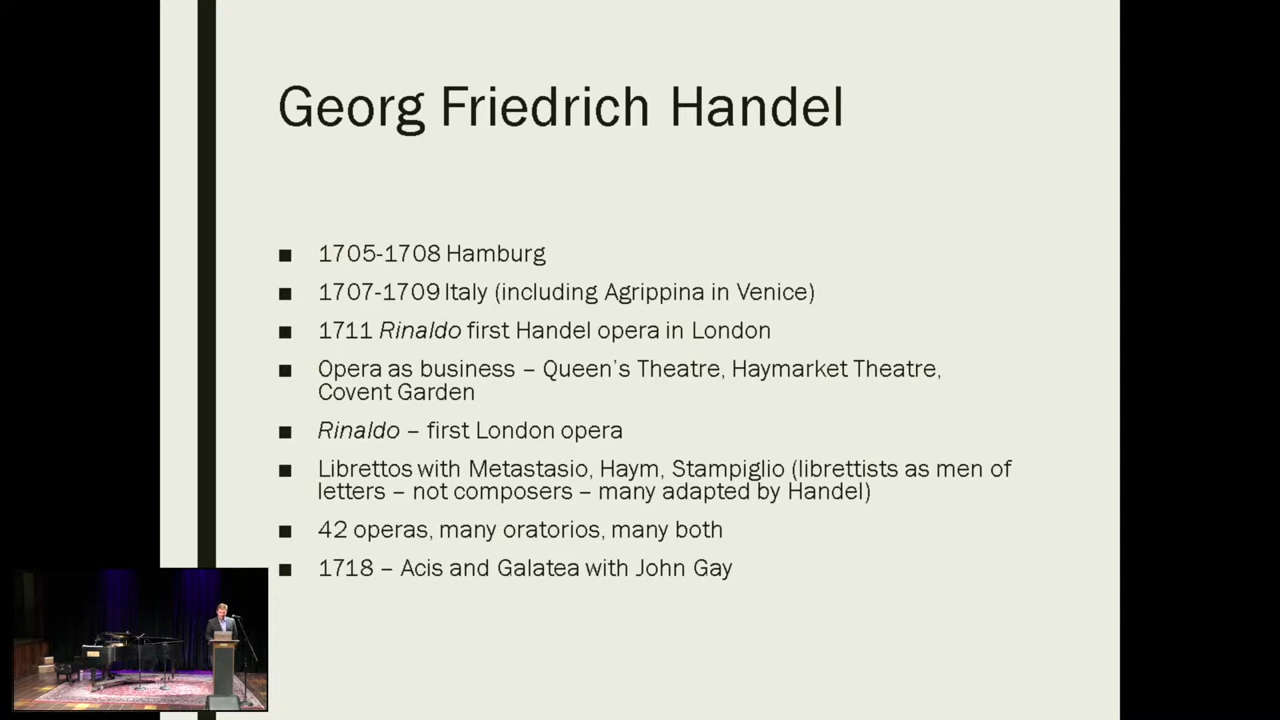 Georg Friedrich Handel
■ 1705-1708 Hamburg
■ 1707-1709 Italy (including Agrippina in Venice)
■ 1711 Rinaldo first Handel opera in London
■ Opera as business – Queen's Theatre, Haymarket Theatre,
Covent Garden
■ Rinaldo – first London opera
■ Librettos with Metastasio, Haym, Stampiglio (librettists as men of
letters – not composers – many adapted by Handel)
■ 42 operas, many oratorios, many both
■ 1718 – Acis and Galatea with John Gay